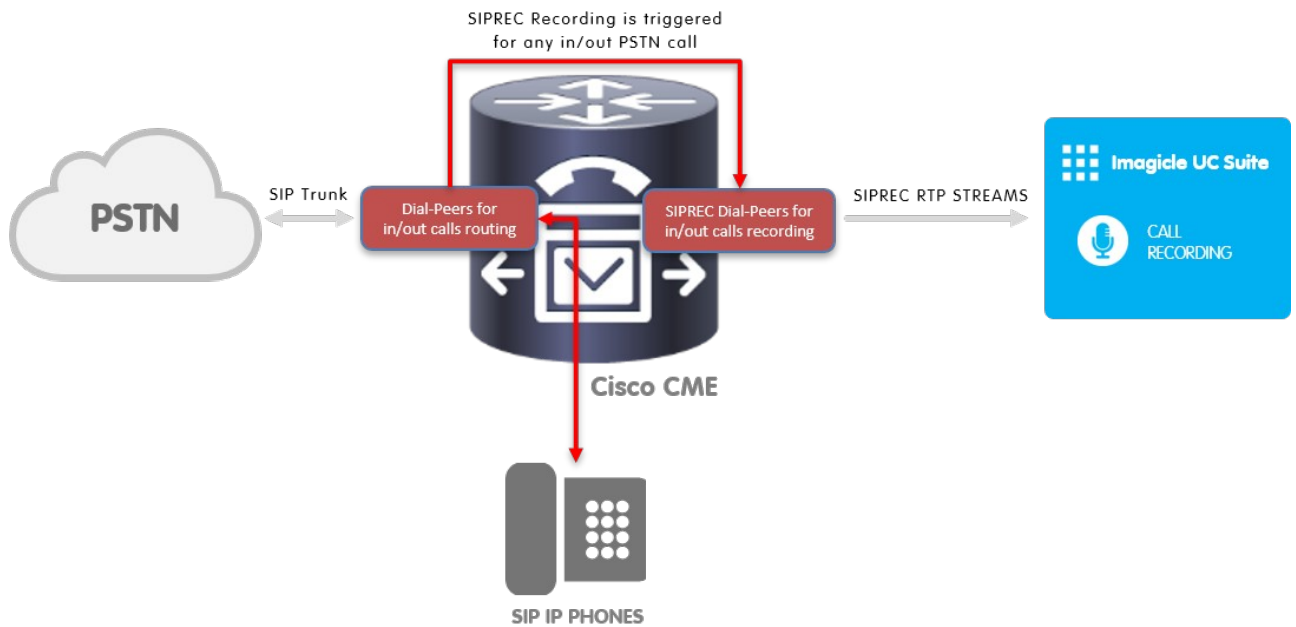 SIPREC Recording is triggered
for any in/out PSTN call
PSTN
SIP Trunk
Dial-Peers for
in/out calls routing
SIPREC Dial-Peers for
in/out calls recording
SIPREC RTP STREAMS
Imagicle UC Suite
CALL
RECORDING
Cisco CME
SIP IP PHONES